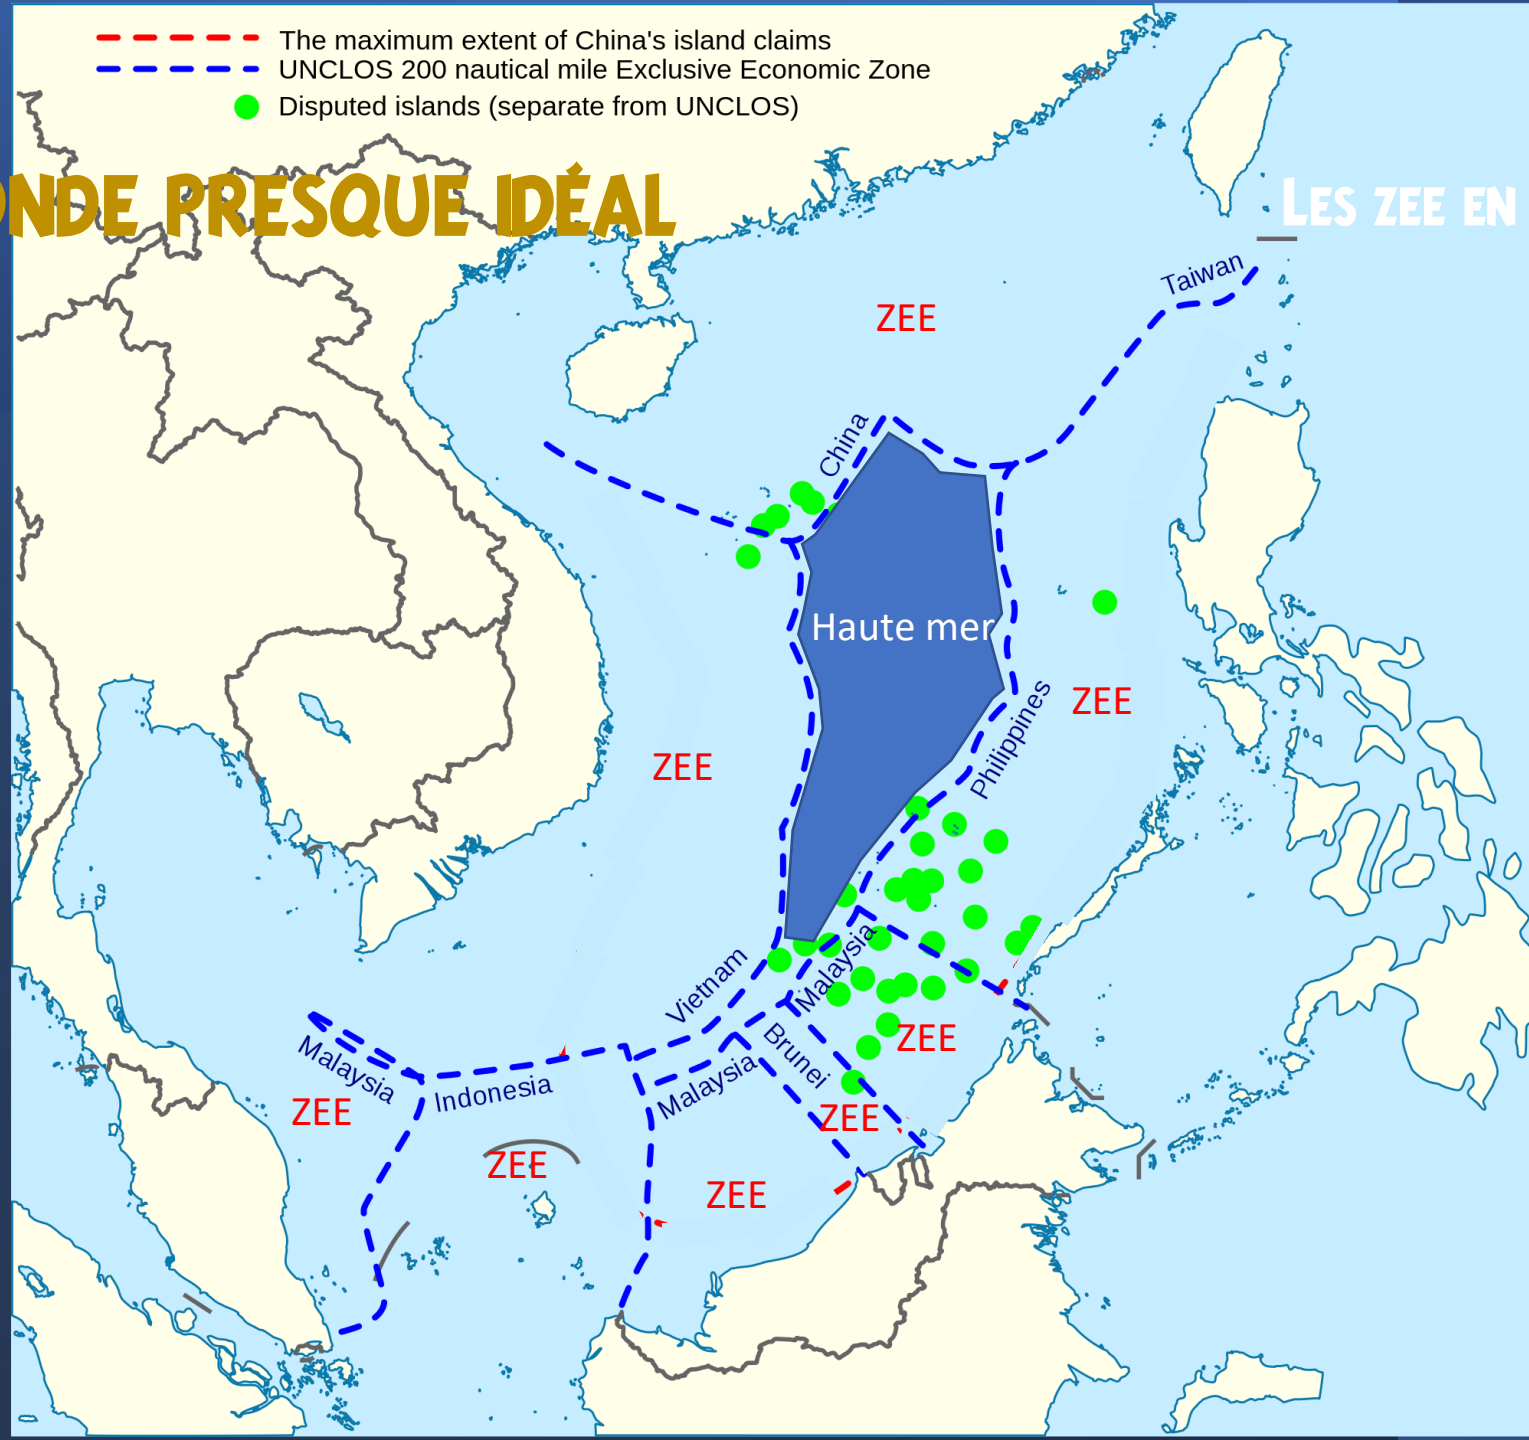 The maximum extent of China's island claims
UNCLOS 200 nautical mile Exclusive Economic Zone
Disputed islands (separate from UNCLOS)
NDE PRESQUE IDÉAL
LES ZEE EN
Taiwan
ZEE
China
Haute mer
ZEE
Philippines
ZEE
Vietnam
Malaysia
ZEE
Brunei
Malaysia
Indonesia
Malaysia
ZEE
ZEE
ZEE
ZEE